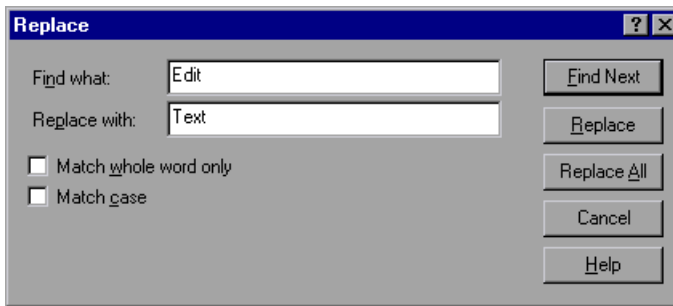 Replace
Find what: Edit
Find Next
Replace with: Text
Replace
Match whole word only
Replace All
Match case
Cancel
Help